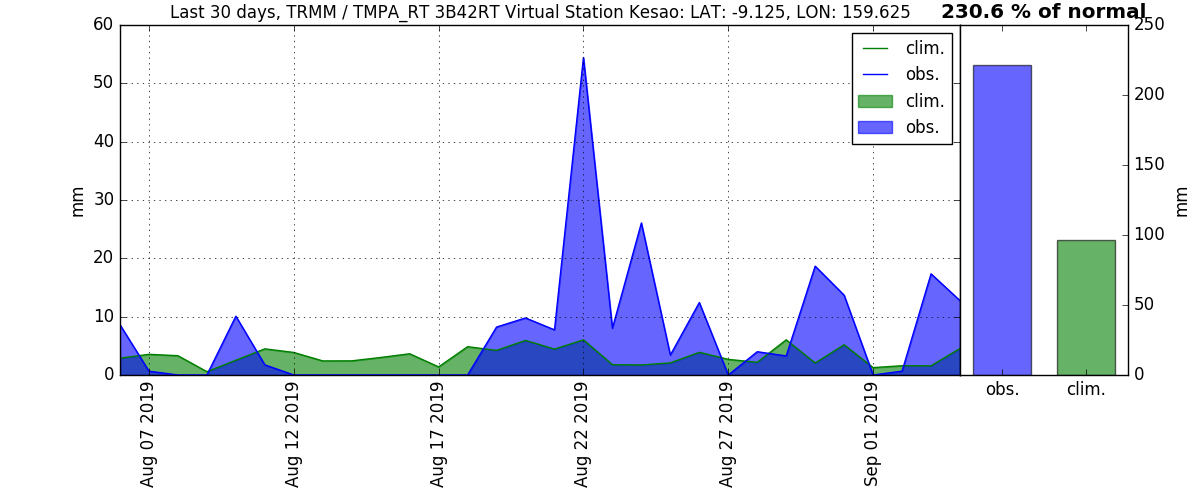 Last 30 days, TRMM / TMPA_RT 3B42RT Virtual Station Kesao: LAT: -9.125, LON: 159.625
230.6 % of normal
60
50
40
30
20
10
0
mm
clim.
obs.
clim.
obs.
250
200
150
100
50
0
mm
Aug 07 2019
Aug 12 2019
Aug 17 2019
Aug 22 2019
Aug 27 2019
Sep 01 2019
obs.
clim.